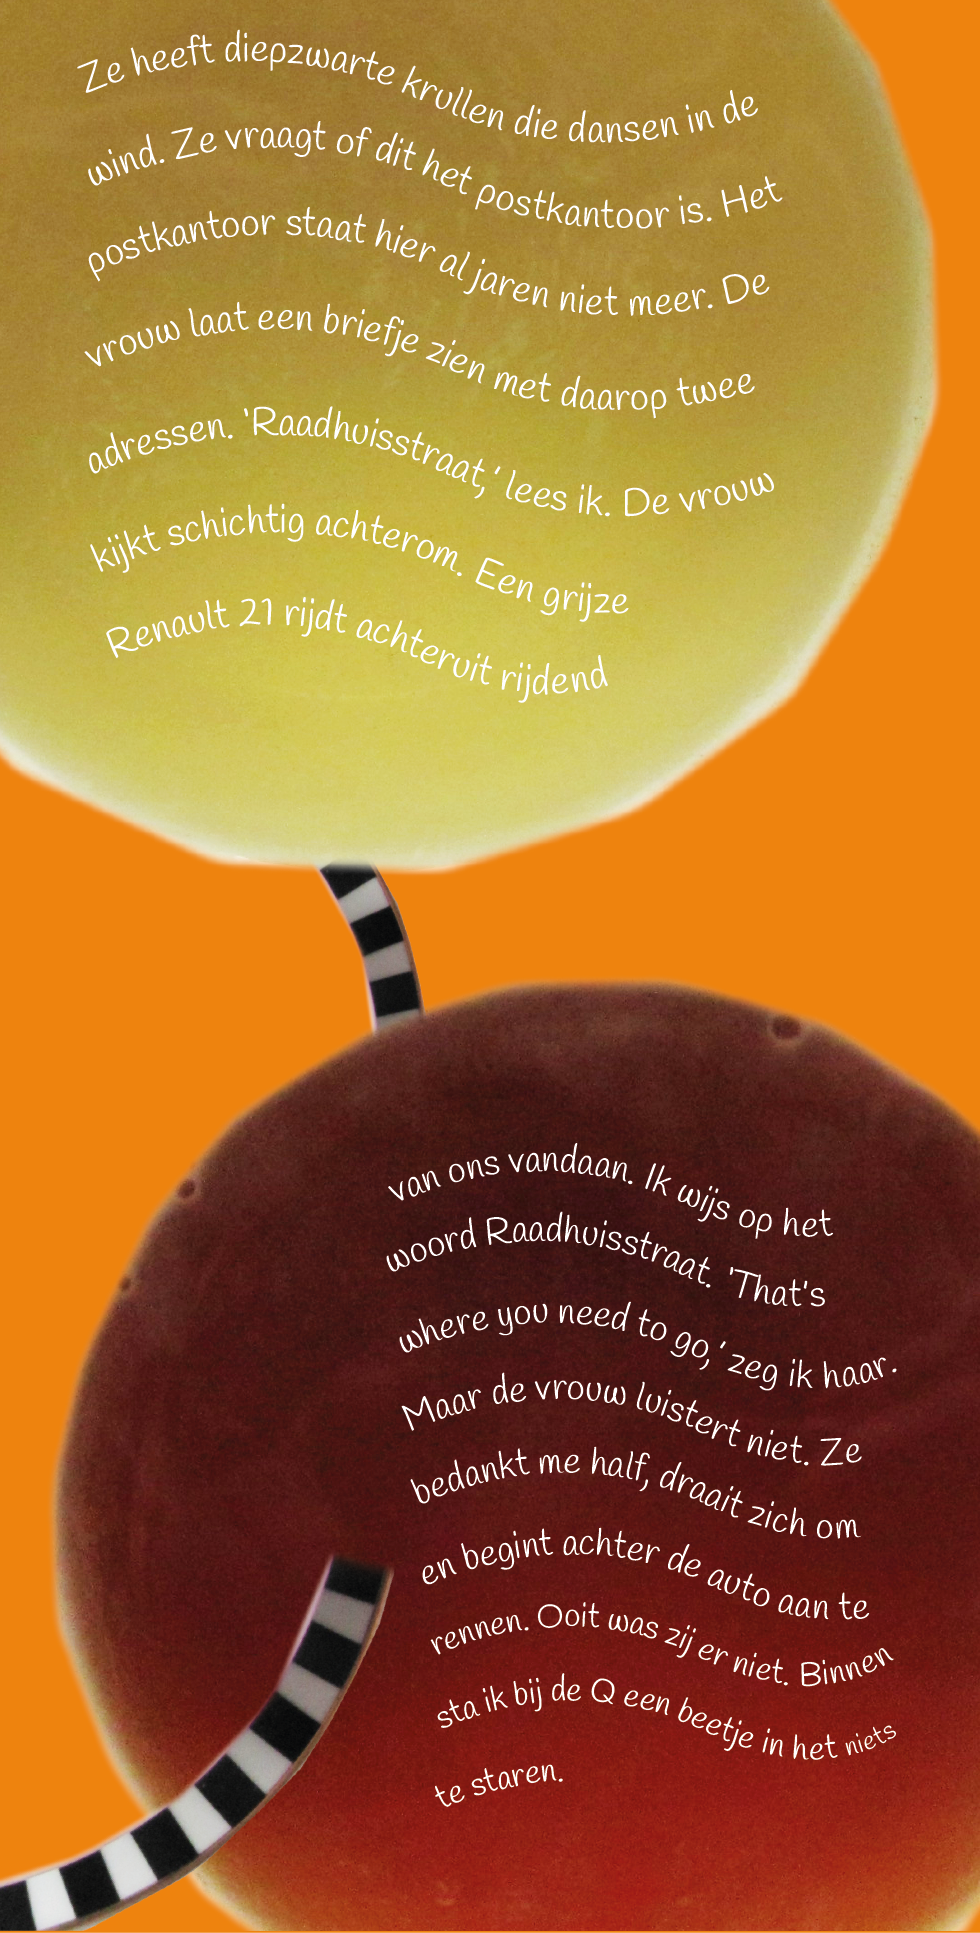 Ze heeft diepzwarte krullen die dansen in de
wind. Ze vraagt of dit het postkantoor is. Het
postkantoor staat hier al jaren niet meer. De
vrouw laat een briefje zien met daarop twee
adressen. 'Raadhuisstraat,' lees ik. De vrouw
kijkt schichtig achterom. Een grijze
Renault 21 rijdt achteruit rijdend
van ons vandaan. Ik wijs op het
woord Raadhuisstraat. 'That's
where you need to go,' zeg ik haar.
Maar de vrouw luistert niet. Ze
bedankt me half, draait zich om
en begint achter de auto aan te
rennen. Ooit was zij er niet. Binnen
sta ik bij de Q een beetje in het niets
te staren.